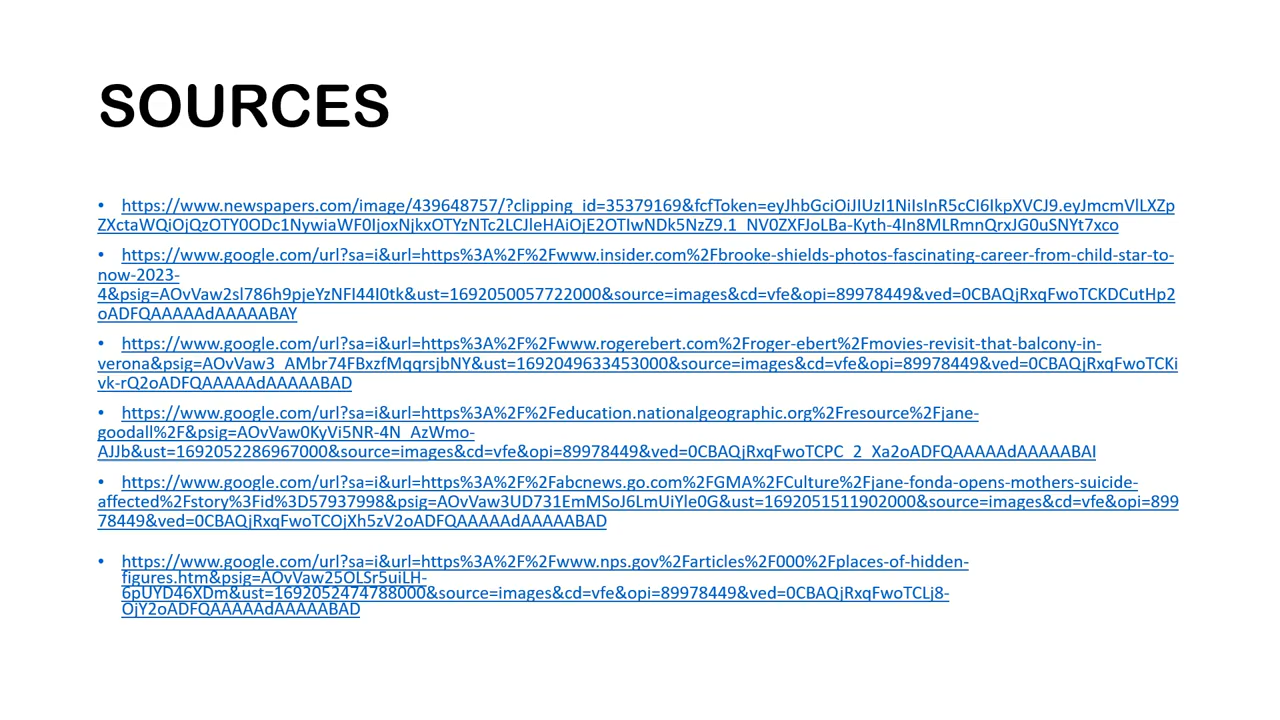 SOURCES
• https://www.newspapers.com/image/439648757/?clipping_id=35379169&fcfToken=eyJhbGciOiJIUzI1NiIsInR5cCI6IkpXVCJ9.eyJmcmVlLXZp
ZXctaWQiOjQzOTY0ODc1NywiaWF0IjoxNjkxOTYzNTc2LCJleHAiOjE2OTIwNDk5NzZ9.1_NV0ZXFJoLBa-Kyth-4In8MLRmnQrxJG0uSNYt7xco
• https://www.google.com/url?sa=i&url=https%3A%2F%2Fwww.insider.com%2Fbrooke-shields-photos-fascinating-career-from-child-star-to-
now-2023-
4&psig=AOvVaw2sl786h9pjeYzNFI44I0tk&ust=1692050057722000&source=images&cd=vfe&opi=89978449&ved=0CBAQjRxqFwoTCKDCutHp2
oADFQAAAAAdAAAAABAY
• https://www.google.com/url?sa=i&url=https%3A%2F%2Fwww.rogerebert.com%2Froger-ebert%2Fmovies-revisit-that-balcony-in-
verona&psig=AOvVaw3_AMbr74FBxzfMqqrsjbNY&ust=1692049633453000&source=images&cd=vfe&opi=89978449&ved=0CBAQjRxqFwoTCKi
vk-rQ2oADFQAAAAAdAAAAABAD
• https://www.google.com/url?sa=i&url=https%3A%2F%2Feducation.nationalgeographic.org%2Fresource%2Fjane-
goodall%2F&psig=AOvVaw0KyVi5NR-4N_AzWmo-
AJJb&ust=1692052286967000&source=images&cd=vfe&opi=89978449&ved=0CBAQjRxqFwoTCPC_2_Xa2oADFQAAAAAdAAAAABAI
• https://www.google.com/url?sa=i&url=https%3A%2F%2Fabcnews.go.com%2FGMA%2FCulture%2Fjane-fonda-opens-mothers-suicide-
affected%2Fstory%3Fid%3D57937998&psig=AOvVaw3UD731EmMSoJ6LmUiYle0G&ust=1692051511902000&source=images&cd=vfe&opi=899
78449&ved=0CBAQjRxqFwoTCOjXh5zV2oADFQAAAAAdAAAAABAD
• https://www.google.com/url?sa=i&url=https%3A%2F%2Fwww.nps.gov%2Farticles%2F000%2Fplaces-of-hidden-
figures.htm&psig=AOvVaw25OLSr5uiLH-
6pUYD46XDm&ust=1692052474788000&source=images&cd=vfe&opi=89978449&ved=0CBAQjRxqFwoTCLj8-
OjY2oADFQAAAAAdAAAAABAD